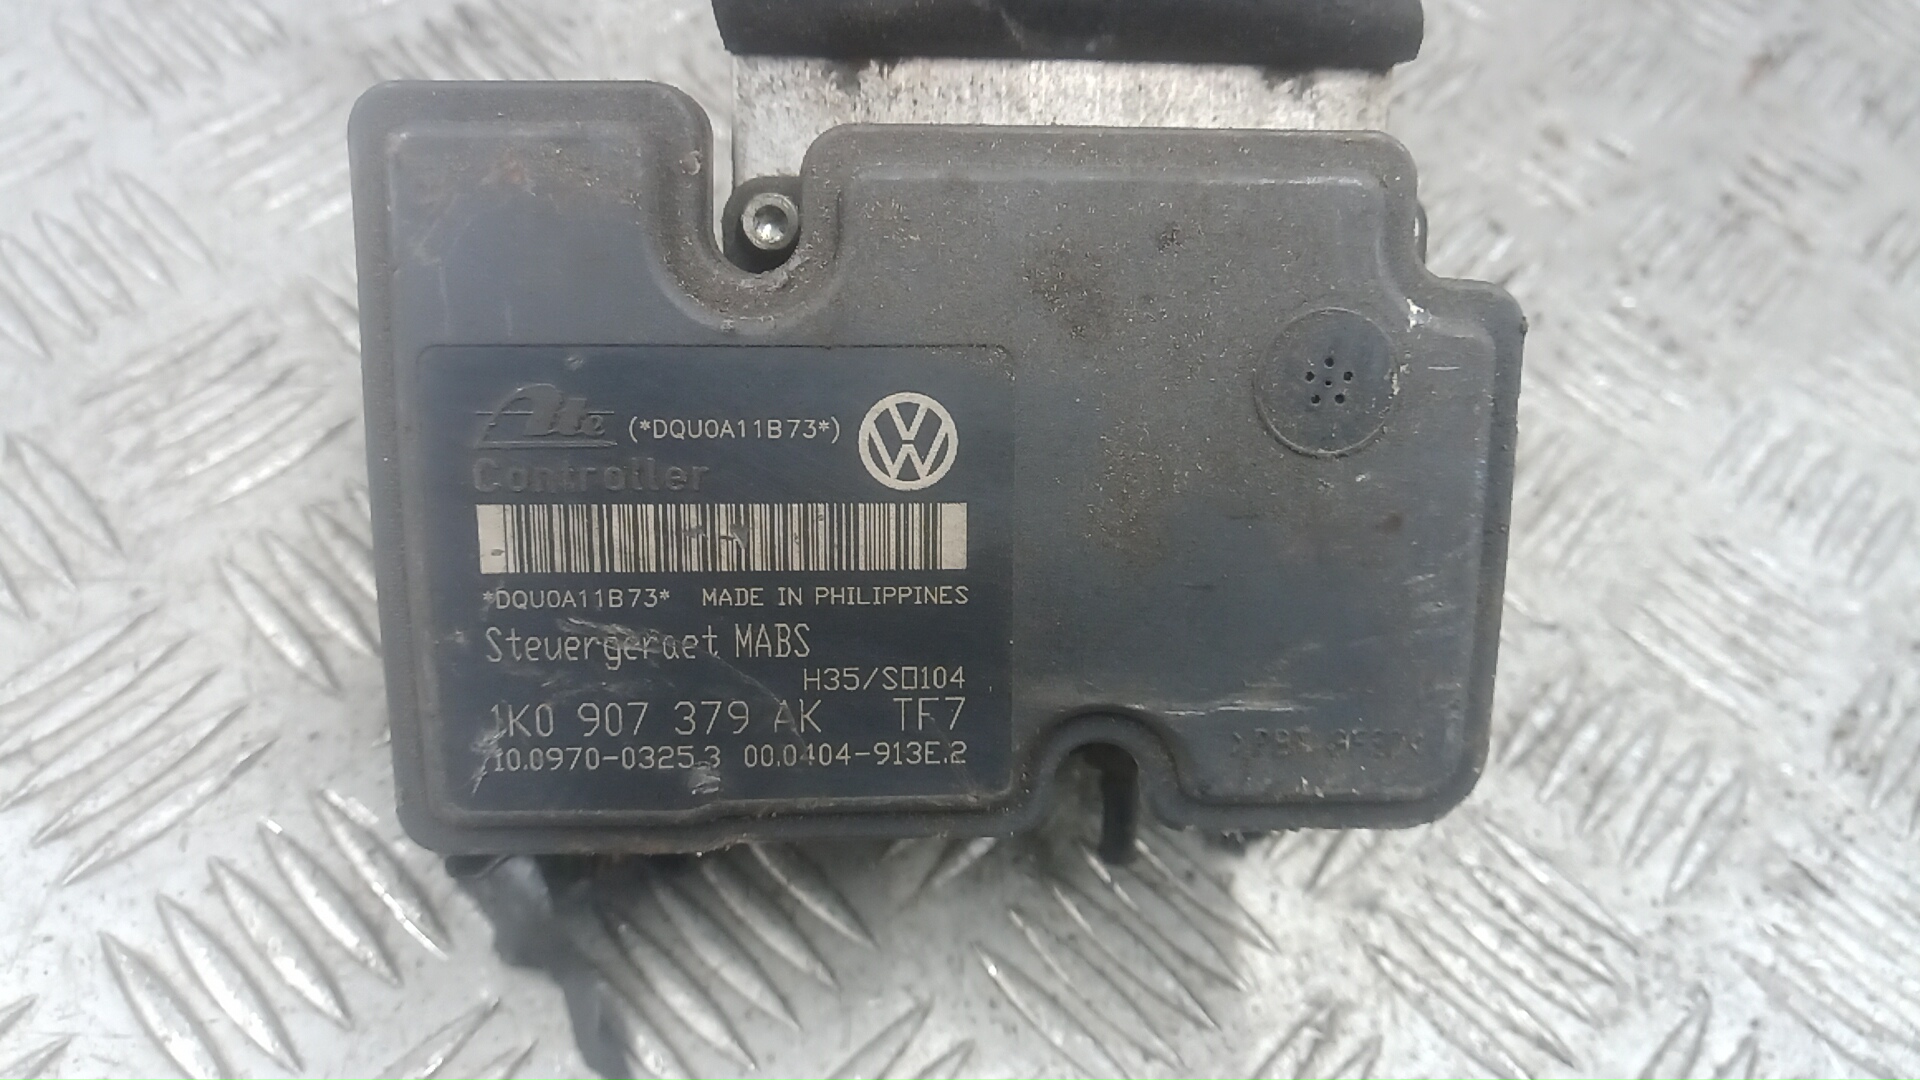 Ate (*DQU0A11B73*)
Controller
*DQU0A11B73* MADE IN PHILIPPINES
Steuergeraet MABS
H35/S□104
1K0 907 379 AK TF7
10.0970-0325.3 00.0404-913E.2